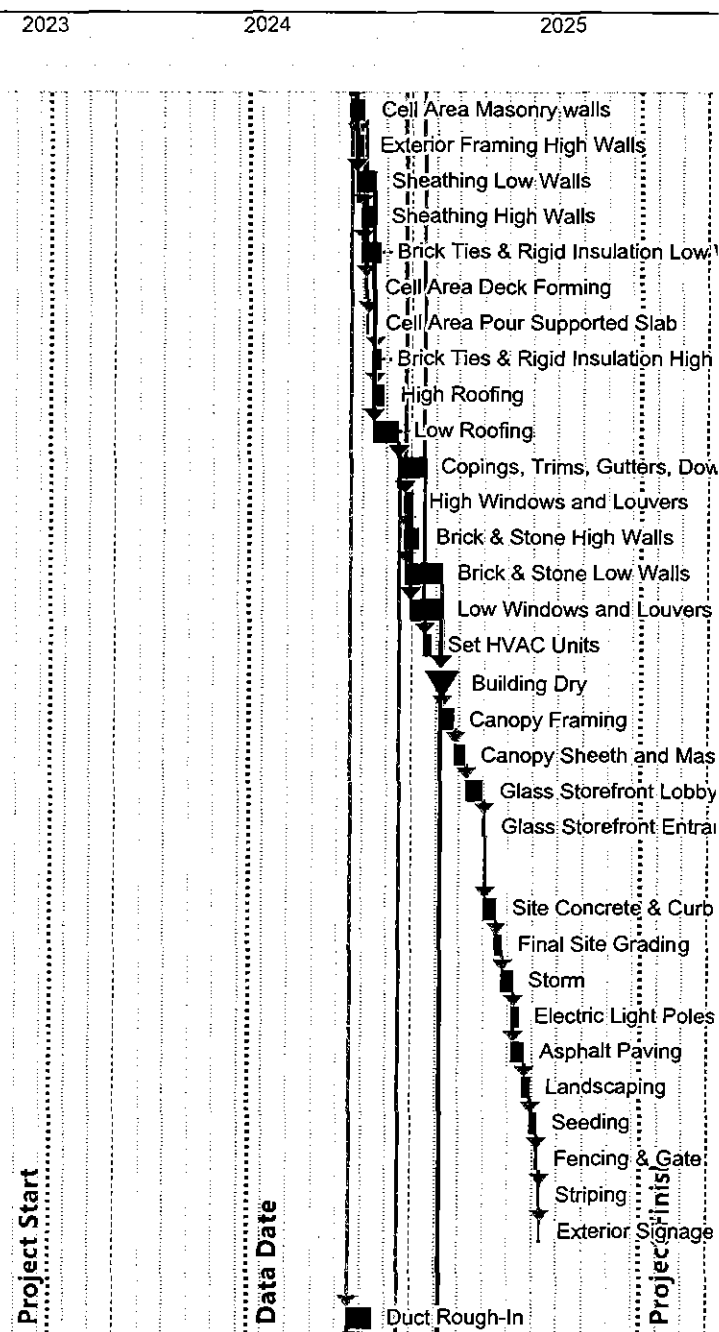 2023 2024 2025
Cell Area Masonry walls
Exterior Framing High Walls
Sheathing Low Walls
Sheathing High Walls
Brick Ties & Rigid Insulation Low
Cell Area Deck Forming
Cell Area Pour Supported Slab
Brick Ties & Rigid Insulation High
High Roofing
Low Roofing
Copings, Trims, Gutters, Dow
High Windows and Louvers
Brick & Stone High Walls
Brick & Stone Low Walls
Low Windows and Louvers
Set HVAC Units
Building Dry
Canopy Framing
Canopy Sheeth and Mas
Glass Storefront Lobby
Glass Storefront Entra
Site Concrete & Curb
Final Site Grading
Storm
Electric Light Poles
Asphalt Paving
Landscaping
Seeding
Fencing & Gate
Striping
Exterior Signage
Duct Rough-In
Project Start
Data Date
Project Finish